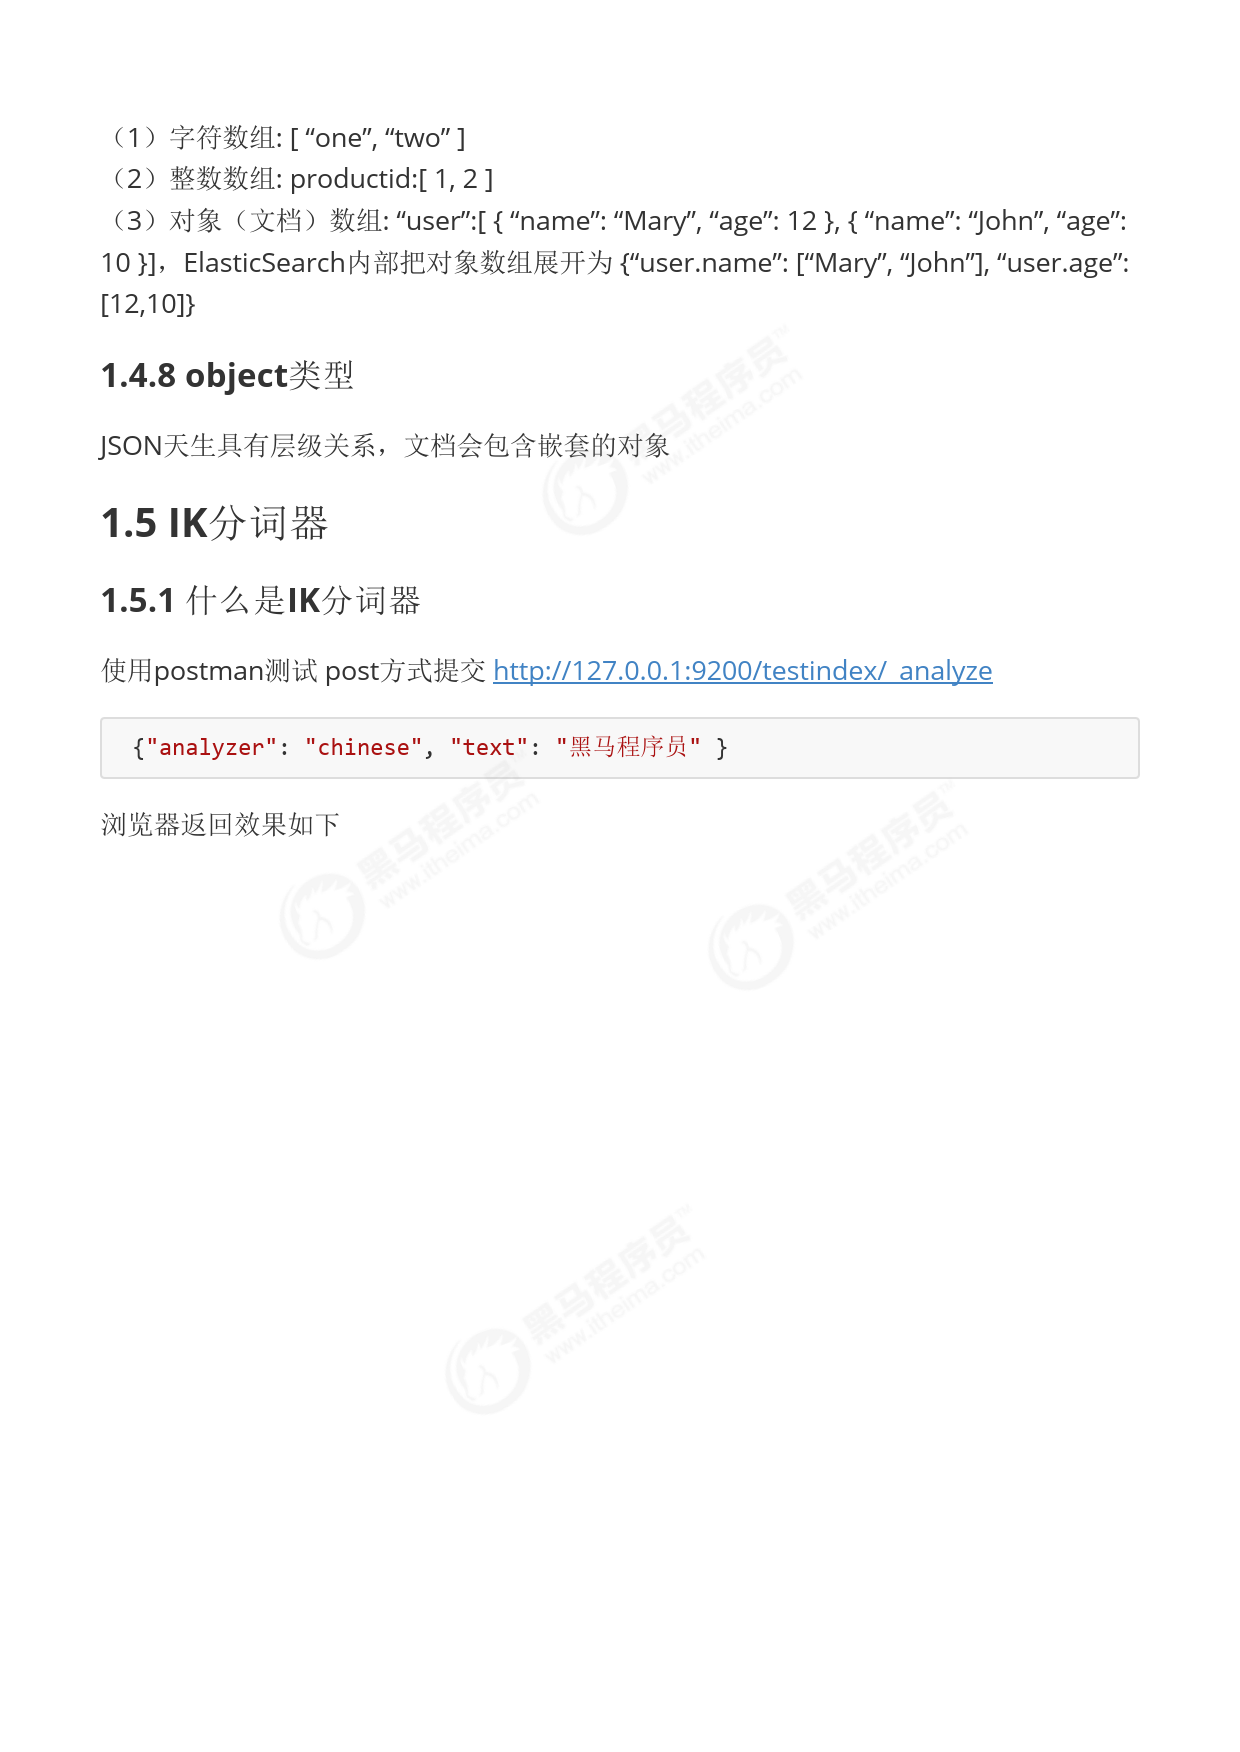 （1）字符数组: [ “one”, “two” ]
（2）整数数组: productid:[ 1, 2 ]
（3）对象（文档）数组: “user”:[ { “name”: “Mary”, “age”: 12 }, { “name”: “John”, “age”:
10 }]，ElasticSearch内部把对象数组展开为 {“user.name”: [“Mary”, “John”], “user.age”:
[12,10]}
1.4.8 object类型
JSON天生具有层级关系，文档会包含嵌套的对象
1.5 IK分词器
1.5.1 什么是IK分词器
使用postman测试 post方式提交 http://127.0.0.1:9200/testindex/_analyze
{"analyzer": "chinese", "text": "黑马程序员" }
浏览器返回效果如下
黑马程序员™
www.itheima.com
黑马程序员™
www.itheima.com
黑马程序员™
www.itheima.com
黑马程序员™
www.itheima.com